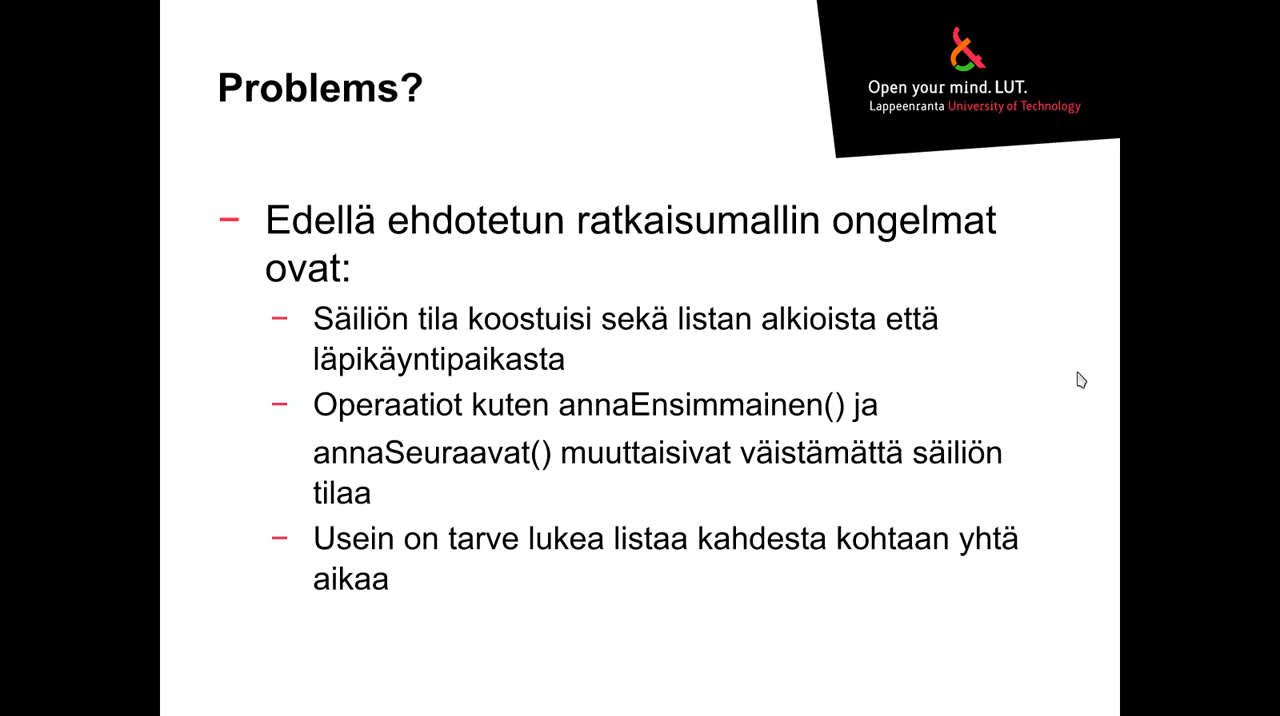 Problems?
Open your mind. LUT.
Lappeenranta University of Technology
– Edellä ehdotetun ratkaisumallin ongelmat
ovat:
– Säiliön tila koostuisi sekä listan alkioista että
läpikäyntipaikasta
– Operaatiot kuten annaEnsimmainen() ja
annaSeuraavat() muuttaisivat väistämättä säiliön
tilaa
– Usein on tarve lukea listaa kahdesta kohtaan yhtä
aikaa